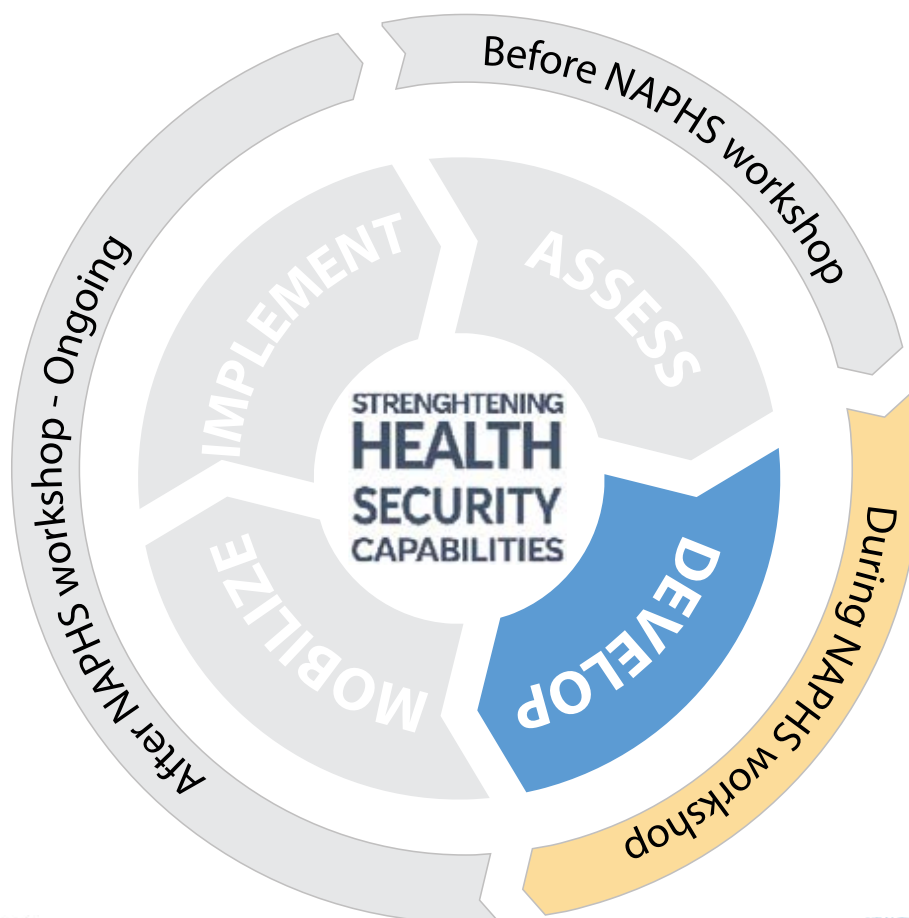 Before NAPHS workshop
During NAPHS workshop
After NAPHS workshop - Ongoing
ASSESS
DEVELOP
MOBILIZE
IMPLEMENT
STRENGHTENING
HEALTH
SECURITY
CAPABILITIES